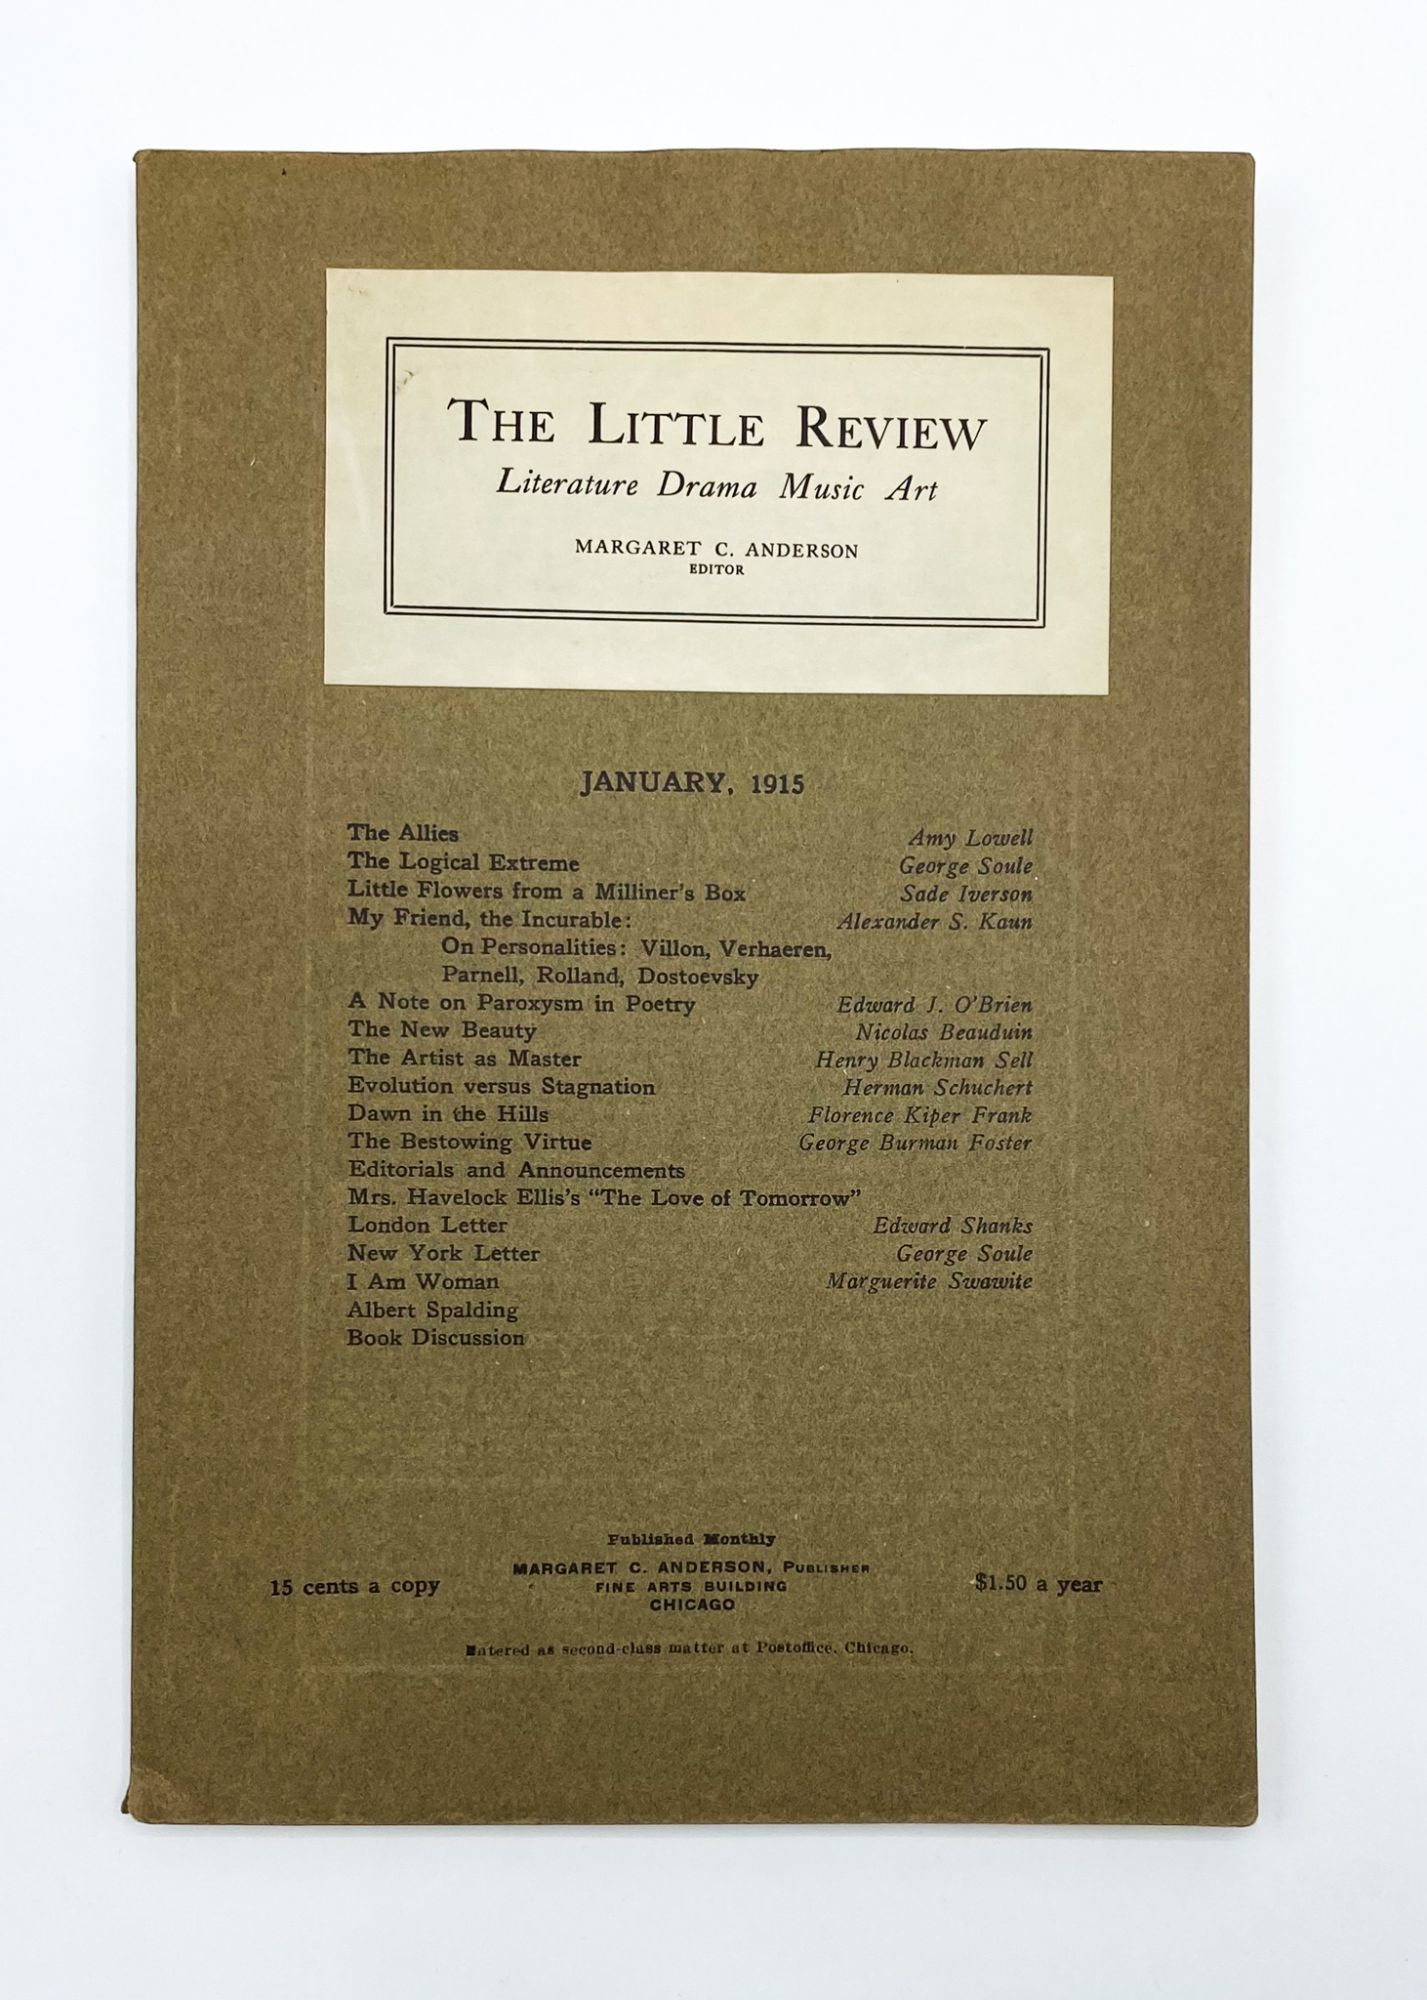 THE LITTLE REVIEW
Literature Drama Music Art
MARGARET C. ANDERSON
EDITOR
JANUARY, 1915
The Allies Amy Lowell
The Logical Extreme George Soule
Little Flowers from a Milliner's Box Sade Iverson
My Friend, the Incurable: Alexander S. Kaun
On Personalities: Villon, Verhaeren,
Parnell, Rolland, Dostoevsky
A Note on Paroxysm in Poetry Edward J. O'Brien
The New Beauty Nicolas Beauduin
The Artist as Master Henry Blackman Sell
Evolution versus Stagnation Herman Schuchert
Dawn in the Hills Florence Kiper Frank
The Bestowing Virtue George Burman Foster
Editorials and Announcements
Mrs. Havelock Ellis's "The Love of Tomorrow"
London Letter Edward Shanks
New York Letter George Soule
I Am Woman Marguerite Swawite
Albert Spalding
Book Discussion
Published Monthly
MARGARET C. ANDERSON, PUBLISHER
15 cents a copy FINE ARTS BUILDING $1.50 a year
CHICAGO
Entered as second-class matter at Postoffice, Chicago.